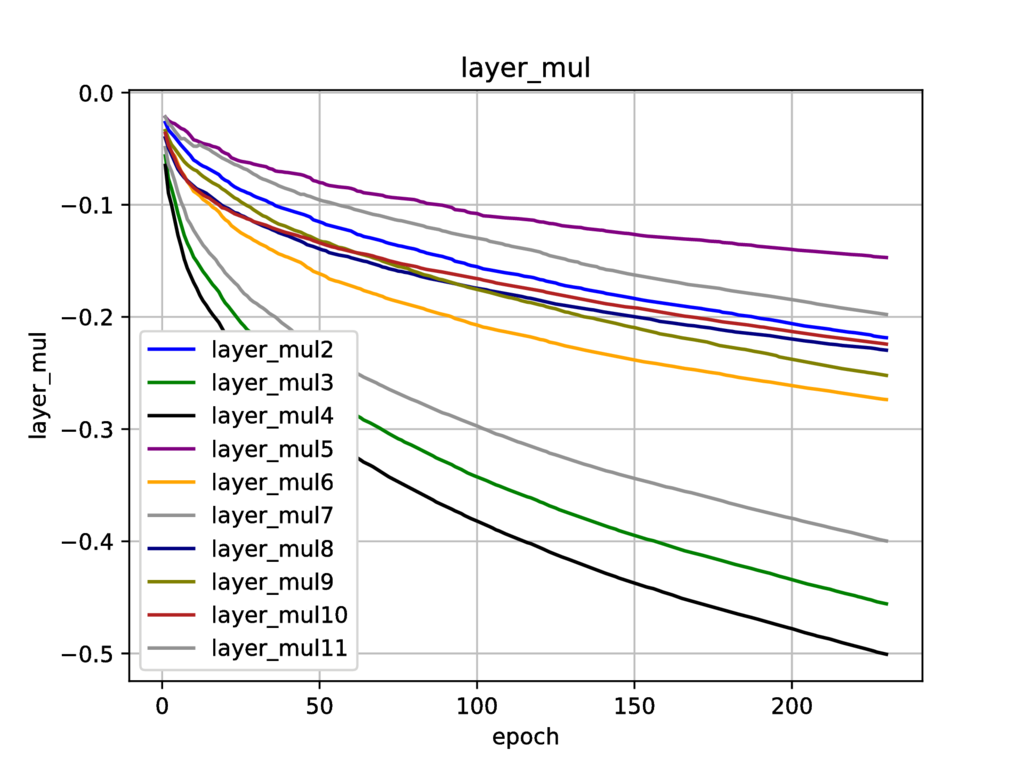 layer_mul
0.0
−0.1
−0.2
−0.3
−0.4
−0.5
layer_mul
layer_mul2
layer_mul3
layer_mul4
layer_mul5
layer_mul6
layer_mul7
layer_mul8
layer_mul9
layer_mul10
layer_mul11
0 50 100 150 200
epoch